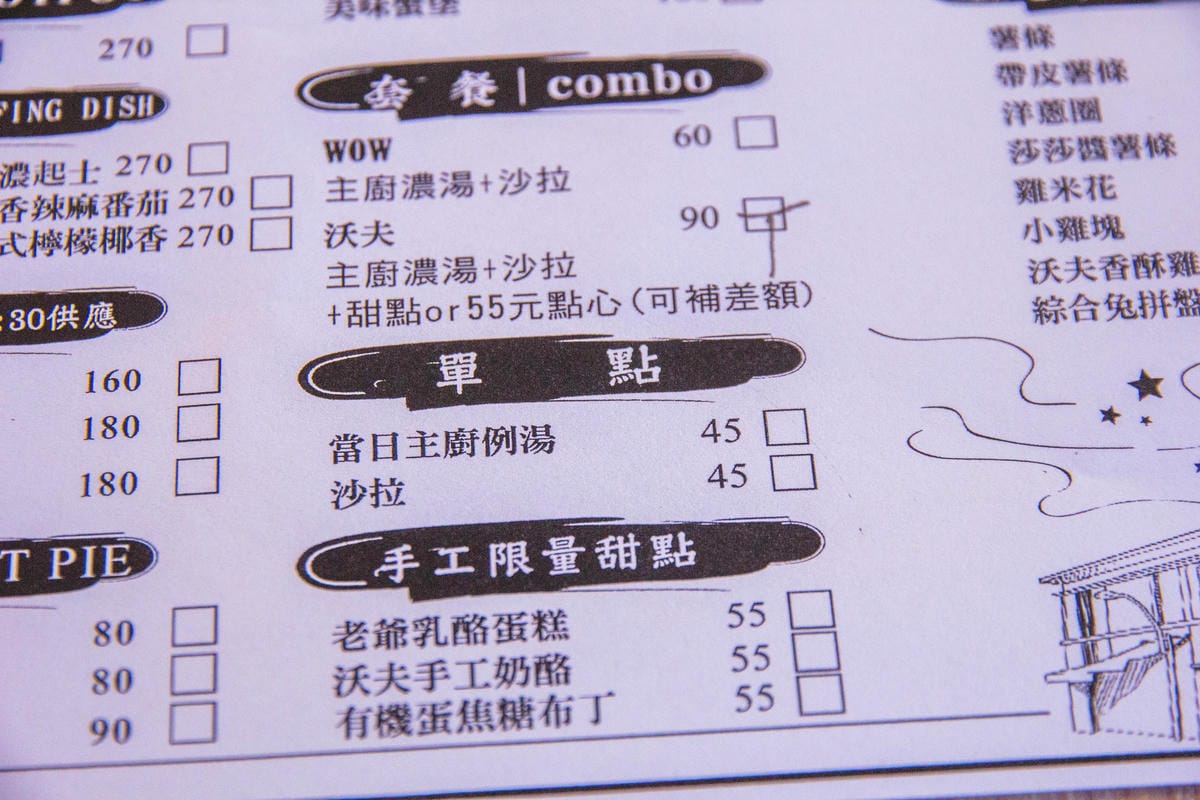 270
FING DISH
濃起士 270
香辣麻番茄 270
式檸檬椰香 270
:30供應
160
180
180
T PIE
80
80
90
美味蟹堡
套餐|combo
WOW 60
主廚濃湯+沙拉
沃夫 90
主廚濃湯+沙拉
+甜點or55元點心(可補差額)
單點
當日主廚例湯 45
沙拉 45
手工限量甜點
老爺乳酪蛋糕 55
沃夫手工奶酪 55
有機蛋焦糖布丁 55
薯條
帶皮薯條
洋蔥圈
莎莎醬薯條
雞米花
小雞塊
沃夫香酥雞
綜合兔拼盤